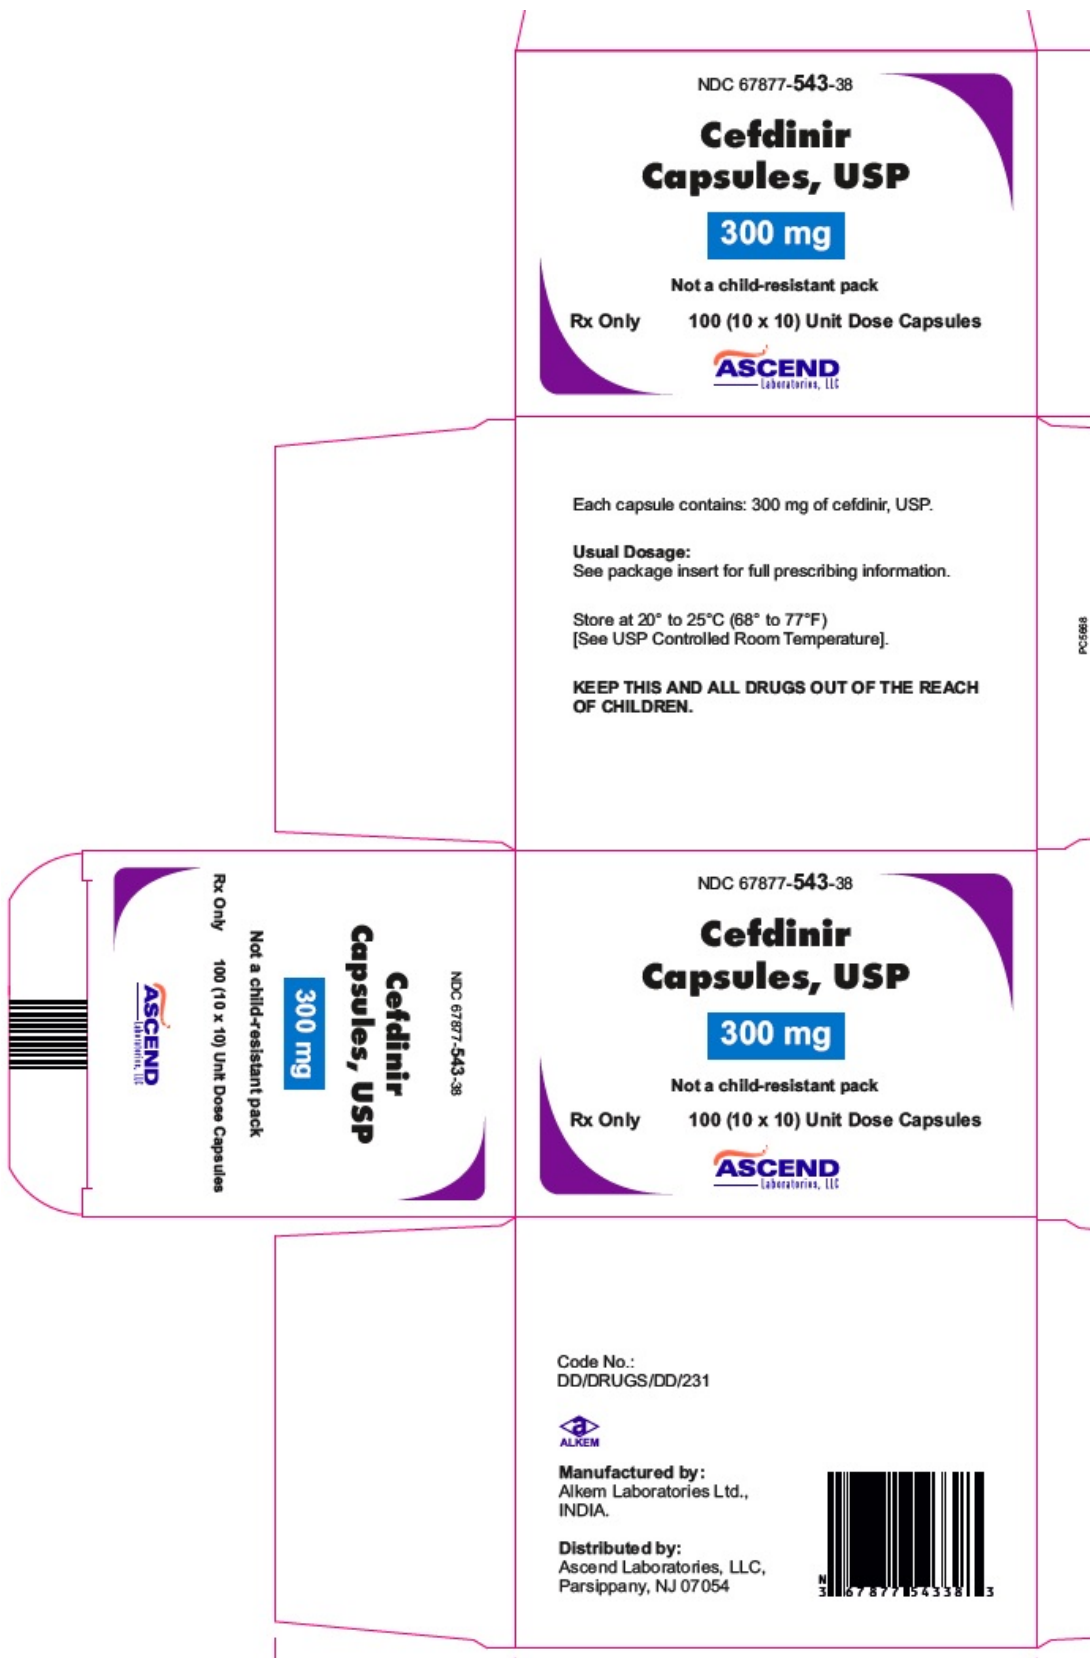 NDC 67877-543-38
Cefdinir
Capsules, USP
300 mg
Not a child-resistant pack
Rx Only 100 (10 x 10) Unit Dose Capsules
ASCEND
Laboratories, LLC
Each capsule contains: 300 mg of cefdinir, USP.
Usual Dosage:
See package insert for full prescribing information.
Store at 20° to 25°C (68° to 77°F)
[See USP Controlled Room Temperature].
KEEP THIS AND ALL DRUGS OUT OF THE REACH
OF CHILDREN.
PC5668
NDC 67877-543-38
Cefdinir
Capsules, USP
300 mg
Not a child-resistant pack
Rx Only 100 (10 x 10) Unit Dose Capsules
ASCEND
Laboratories, LLC
NDC 67877-543-38
Cefdinir
Capsules, USP
300 mg
Not a child-resistant pack
Rx Only 100 (10 x 10) Unit Dose Capsules
ASCEND
Laboratories, LLC
Code No.:
DD/DRUGS/DD/231
a
ALKEM
Manufactured by:
Alkem Laboratories Ltd.,
INDIA.
Distributed by:
Ascend Laboratories, LLC,
Parsippany, NJ 07054
N
3 67877 54338 3